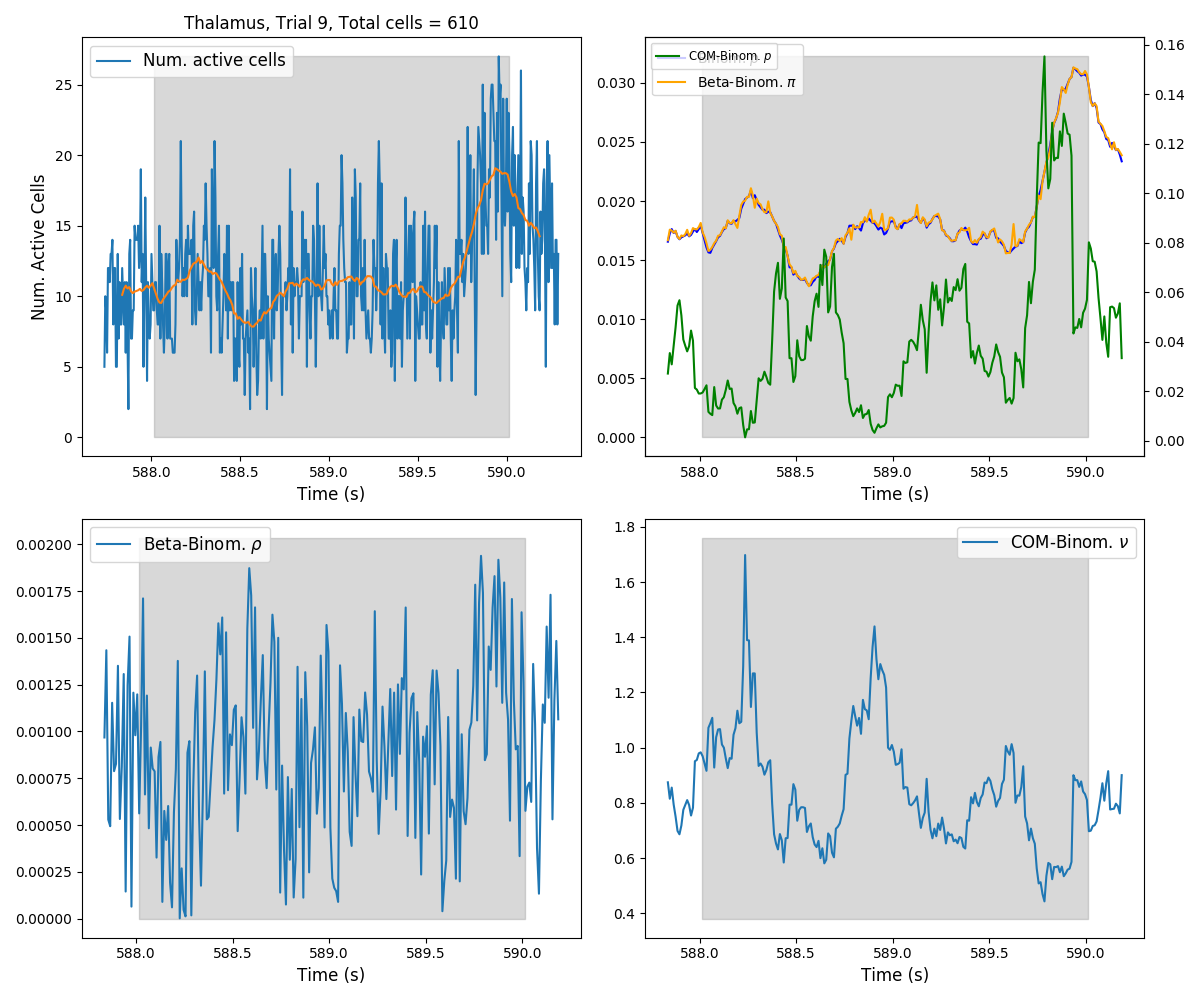 Thalamus, Trial 9, Total cells = 610
Num. active cells
Num. Active Cells
25
20
15
10
5
0
588.0 588.5 589.0 589.5 590.0
Time (s)
COM-Binom. p
Beta-Binom. π
0.030
0.025
0.020
0.015
0.010
0.005
0.000
0.16
0.14
0.12
0.10
0.08
0.06
0.04
0.02
0.00
588.0 588.5 589.0 589.5 590.0
Time (s)
Beta-Binom. ρ
0.00200
0.00175
0.00150
0.00125
0.00100
0.00075
0.00050
0.00025
0.00000
588.0 588.5 589.0 589.5 590.0
Time (s)
COM-Binom. ν
1.8
1.6
1.4
1.2
1.0
0.8
0.6
0.4
588.0 588.5 589.0 589.5 590.0
Time (s)